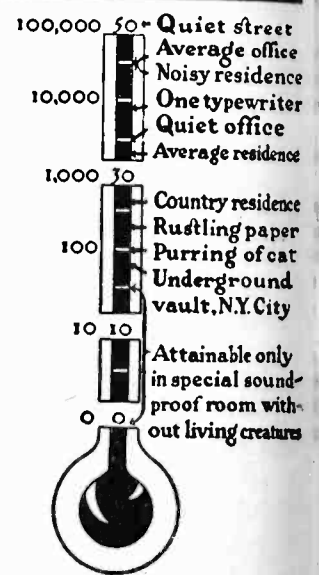 100,000 50 Quiet street
Average office
Noisy residence
10,000 One typewriter
Quiet office
Average residence
1,000 30
Country residence
Rustling paper
100 Purring of cat
Underground
vault, N.Y. City
10 10
Attainable only
in special sound-
proof room with-
out living creatures
0 0